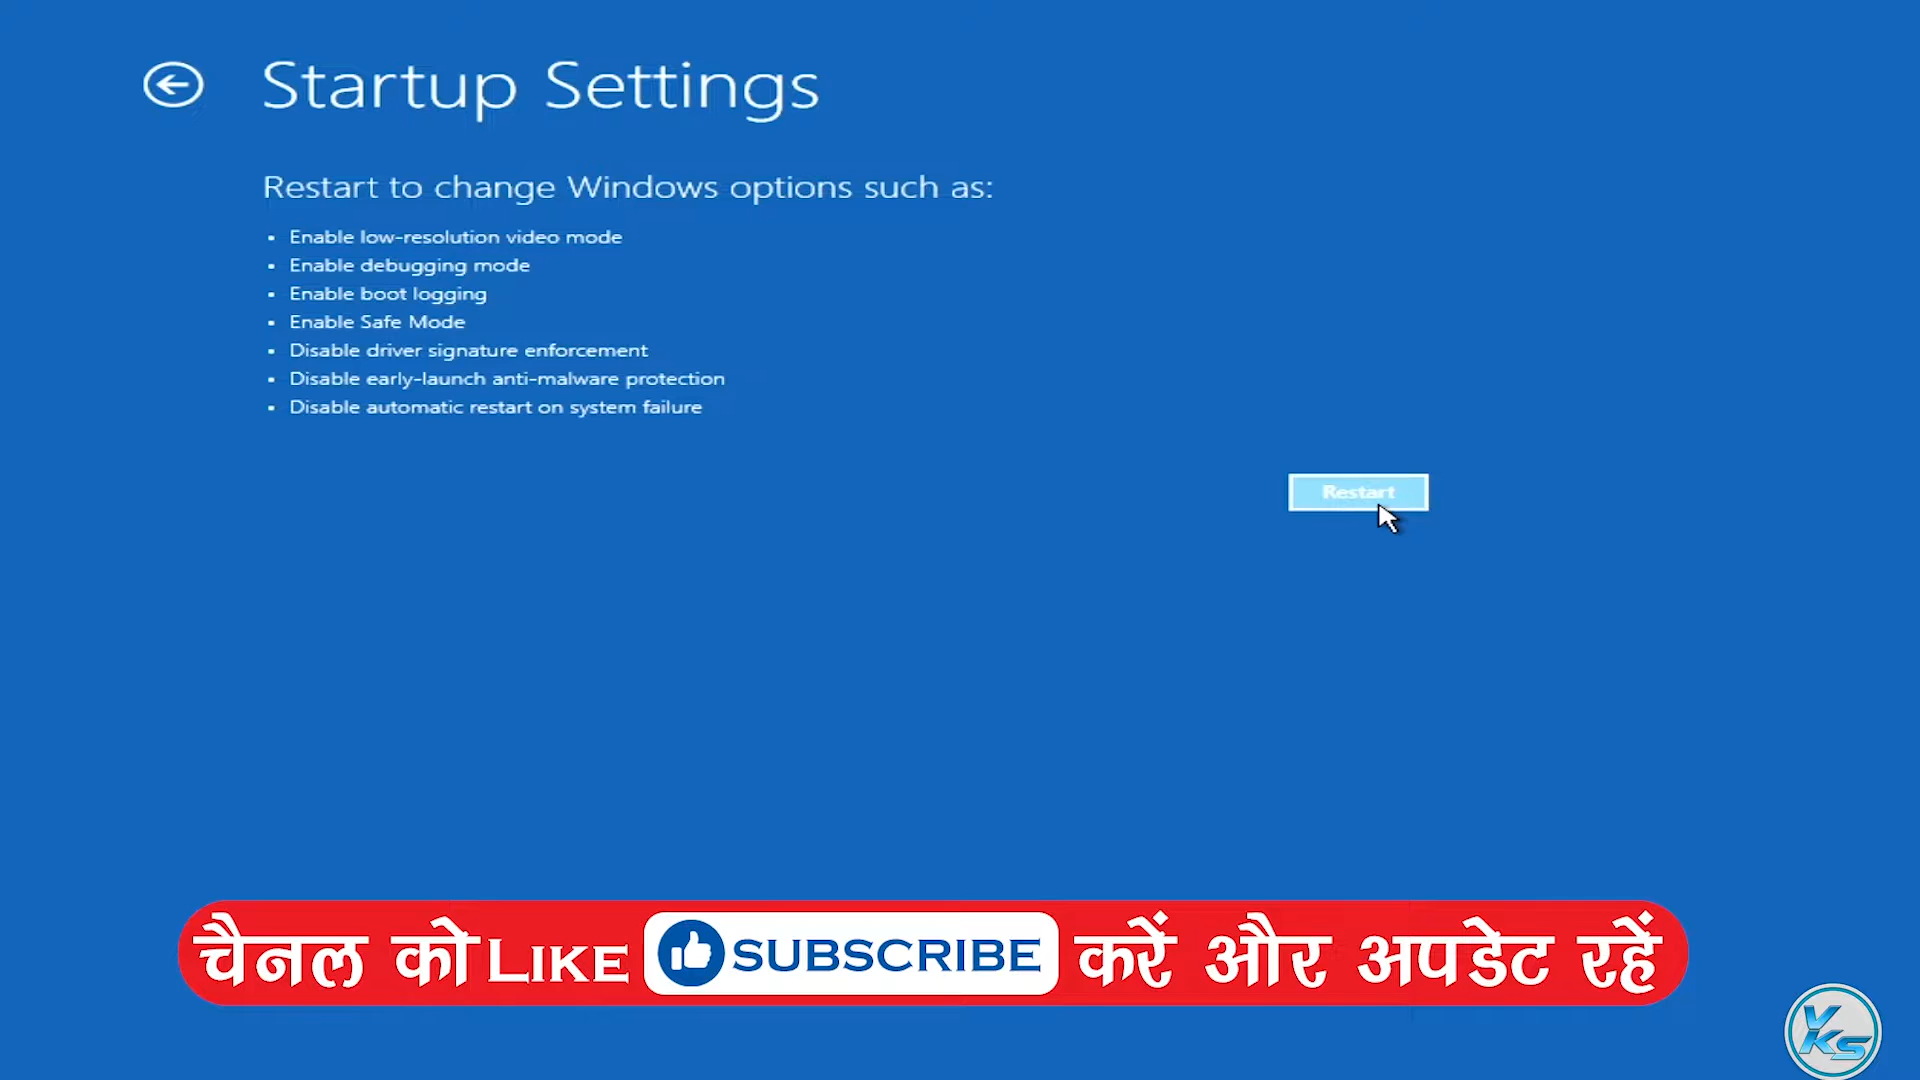 Startup Settings
Restart to change Windows options such as:
Enable low-resolution video mode
Enable debugging mode
Enable boot logging
Enable Safe Mode
Disable driver signature enforcement
Disable early-launch anti-malware protection
Disable automatic restart on system failure
Restart
चैनल को LIKE SUBSCRIBE करें और अपडेट रहें
YKS